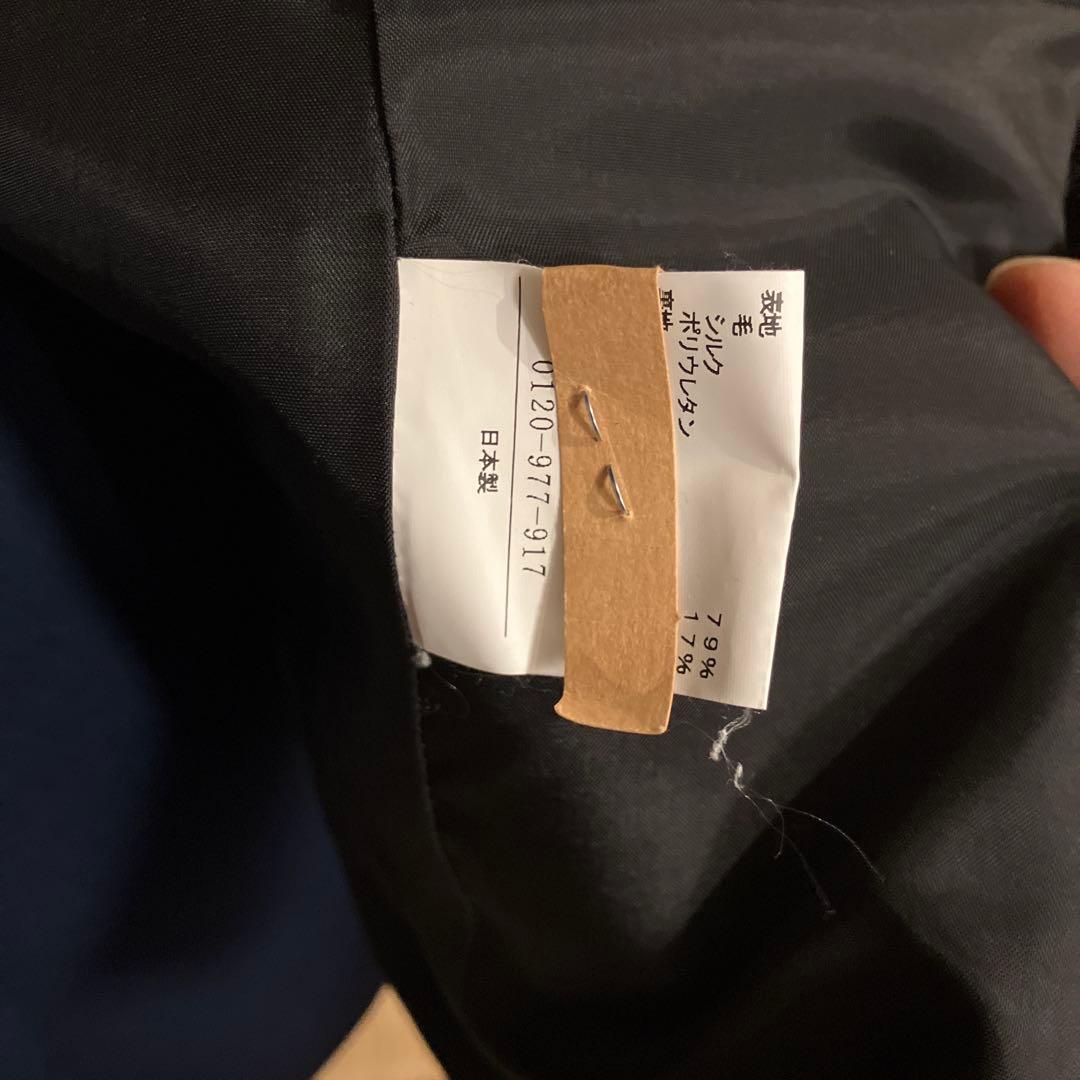 表地
毛 79%
シルク 17%
ポリウレタン
0120-977-917
日本製